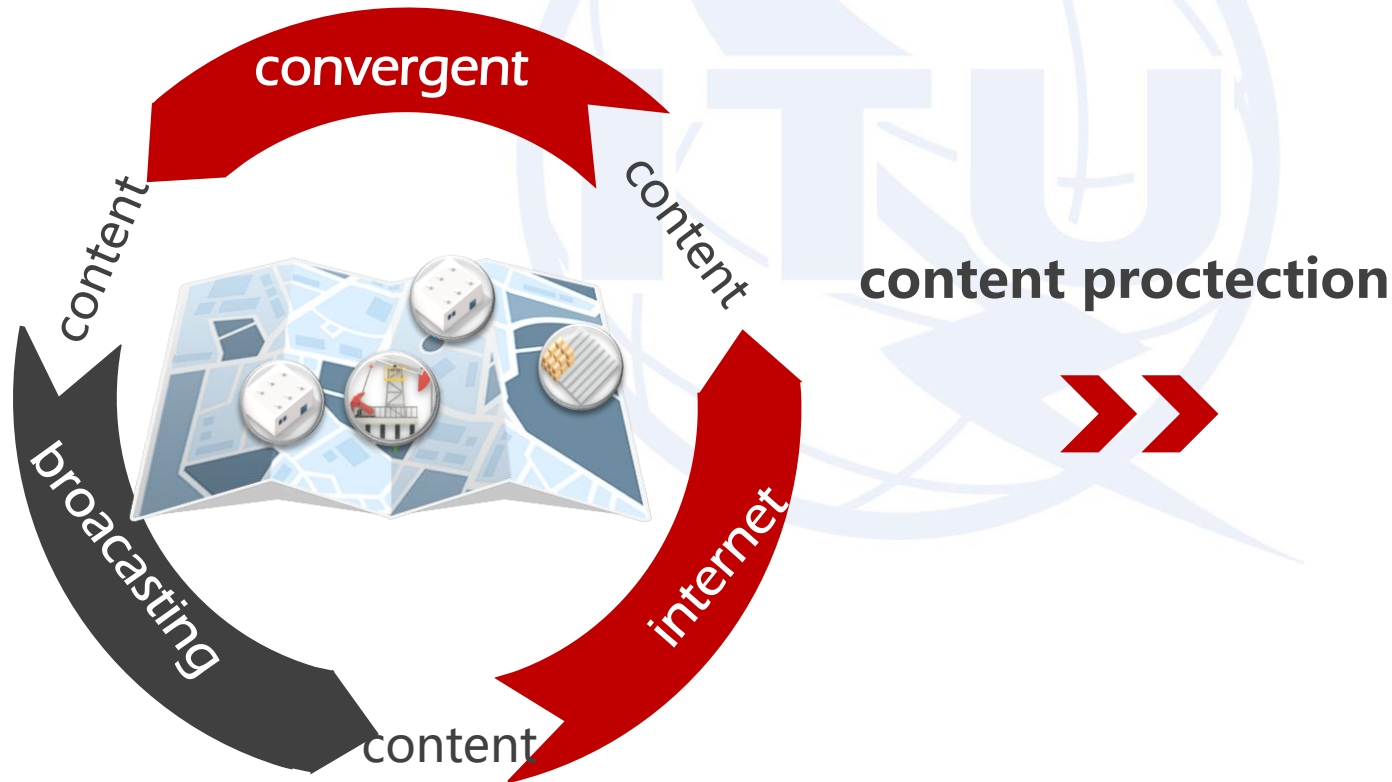 convergent
content
content
ITU
content proctection
broacasting
internet
content